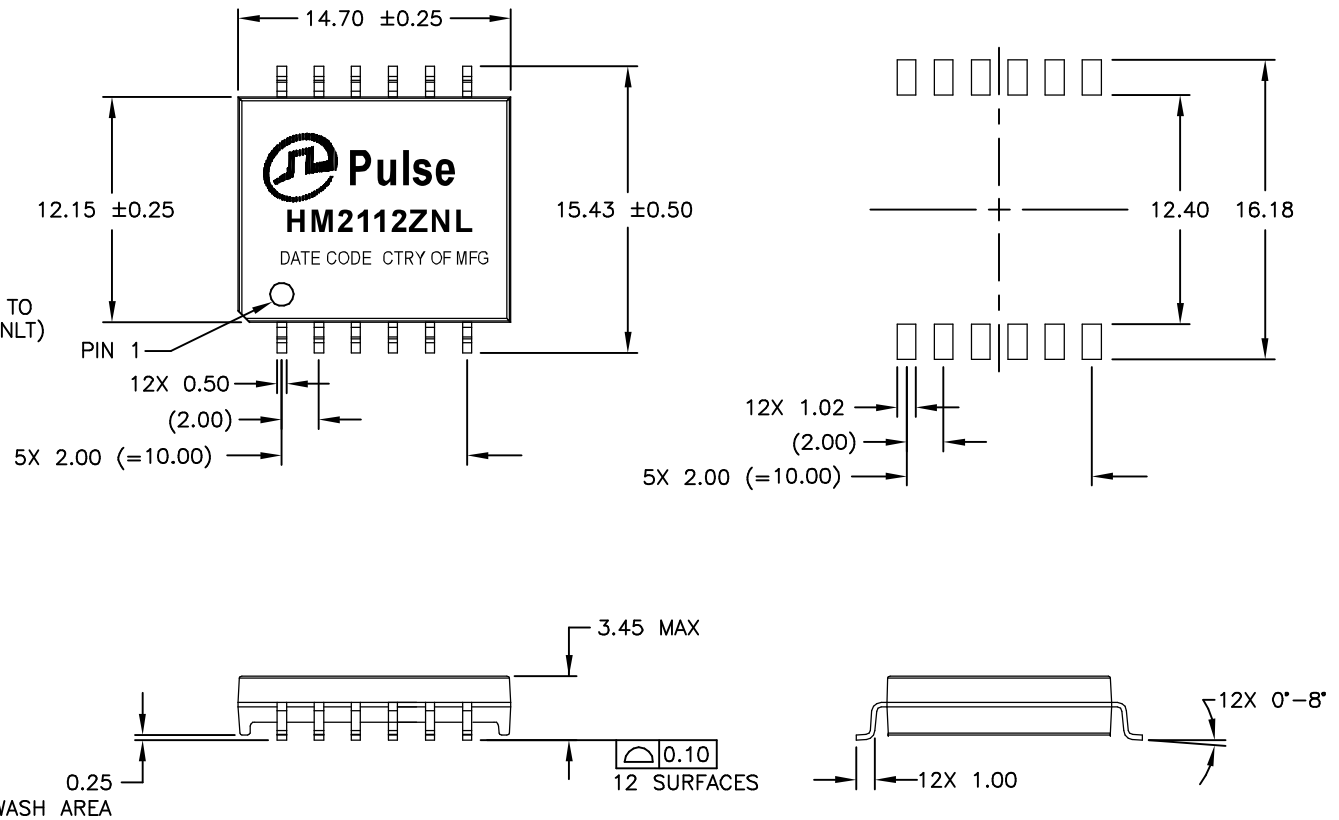 14.70 ±0.25
Pulse
HM2112ZNL
DATE CODE CTRY OF MFG
12.15 ±0.25
15.43 ±0.50
TO
NLT)
PIN 1
12X 0.50
(2.00)
5X 2.00 (=10.00)
12.40
16.18
12X 1.02
(2.00)
5X 2.00 (=10.00)
3.45 MAX
0.25
WASH AREA
0.10
12 SURFACES
12X 0°-8°
12X 1.00